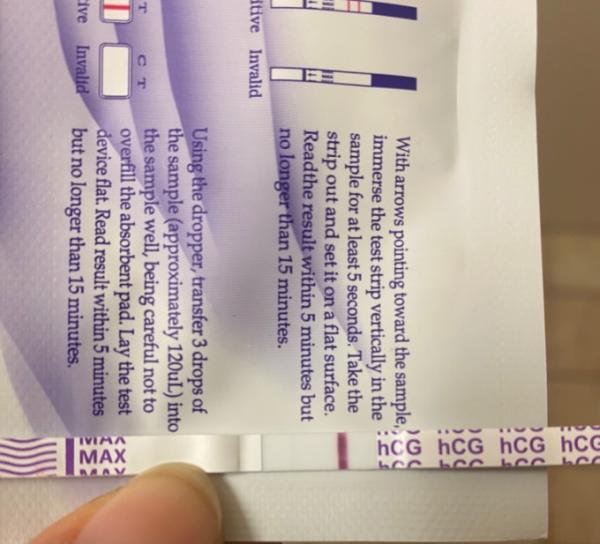 With arrows pointing toward the sample,
immerse the test strip vertically in the
sample for at least 5 seconds. Take the
strip out and set it on a flat surface.
Readthe result within 5 minutes but
no longer than 15 minutes.
itive Invalid
Using the dropper, transfer 3 drops of
the sample (approximately 120uL) into
the sample well, being careful not to
overfill the absorbent pad. Lay the test
device flat. Read result within 5 minutes
but no longer than 15 minutes.
T C T
tive Invalid
MAX
MAX
MAX
hCG hCG hCG hCG